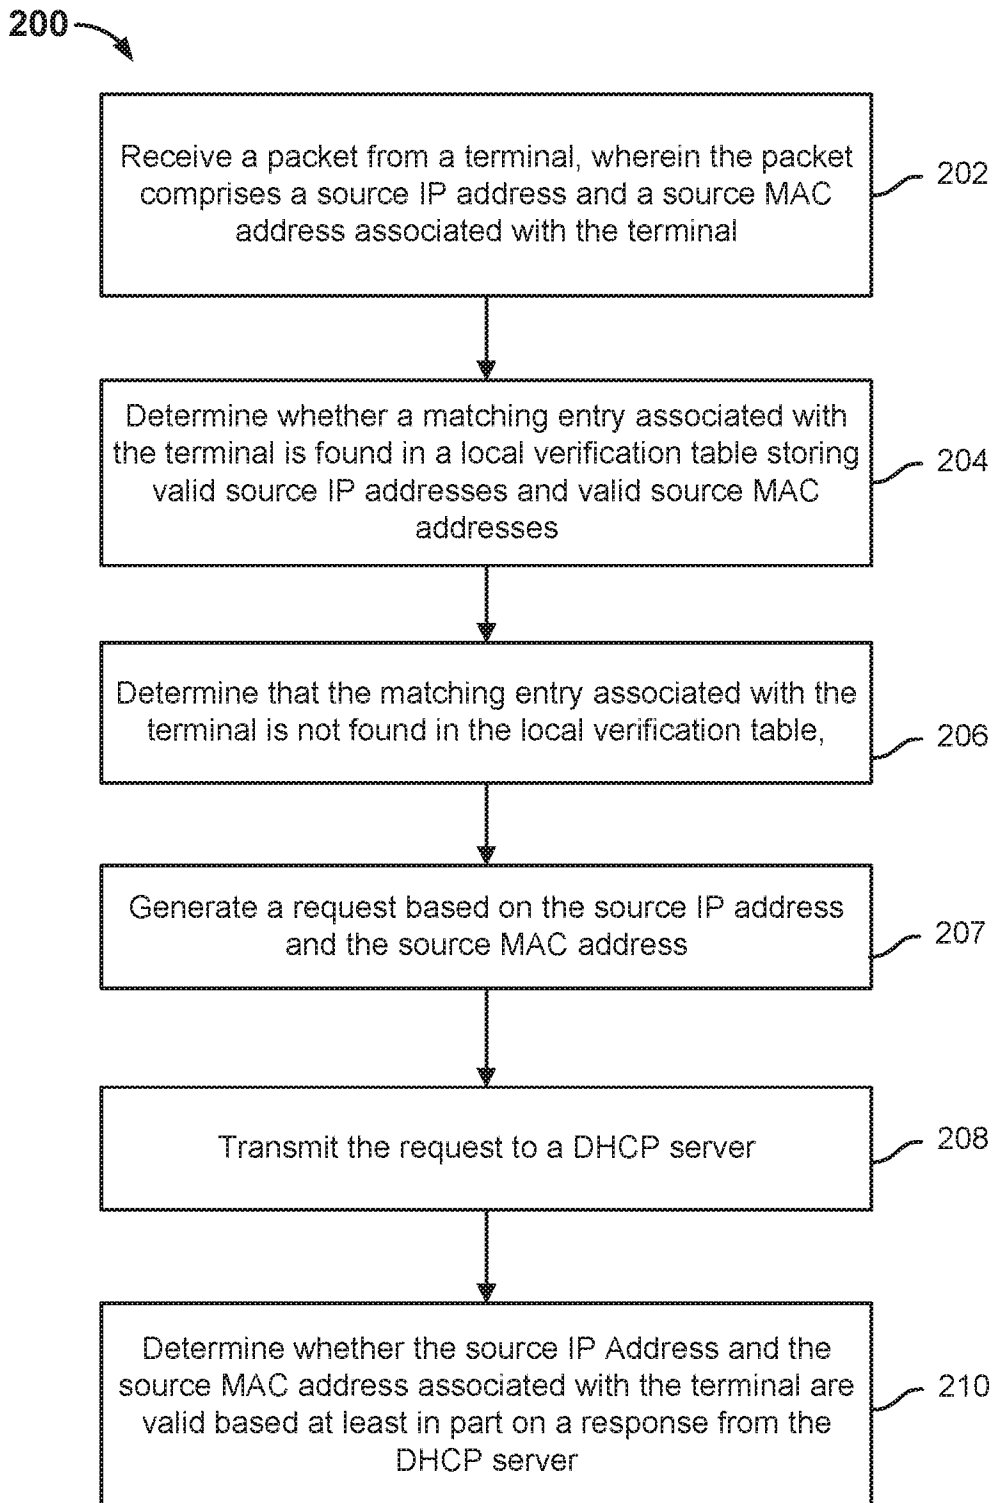 200
Receive a packet from a terminal, wherein the packet
comprises a source IP address and a source MAC
address associated with the terminal
202
Determine whether a matching entry associated with
the terminal is found in a local verification table storing
valid source IP addresses and valid source MAC
addresses
204
Determine that the matching entry associated with the
terminal is not found in the local verification table,
206
Generate a request based on the source IP address
and the source MAC address
207
Transmit the request to a DHCP server
208
Determine whether the source IP Address and the
source MAC address associated with the terminal are
valid based at least in part on a response from the
DHCP server
210